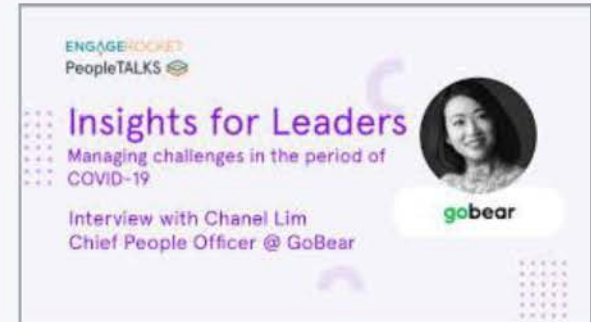 ENGAGEROCKET
PeopleTALKS
Insights for Leaders
Managing challenges in the period of
COVID-19
Interview with Chanel Lim
Chief People Officer @ GoBear
gobear